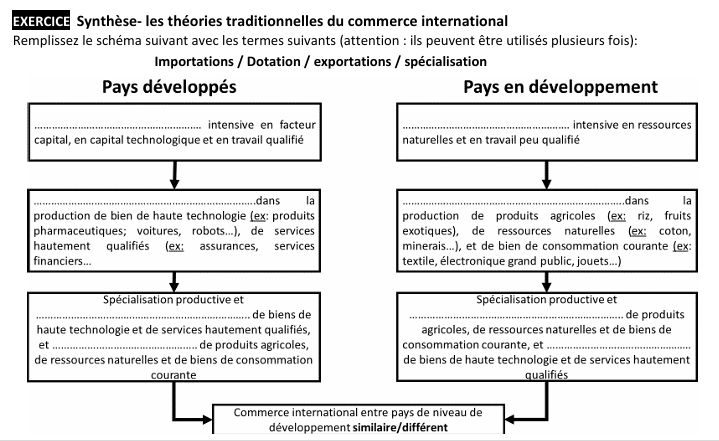 EXERCICE Synthèse- les théories traditionnelles du commerce international
Remplissez le schéma suivant avec les termes suivants (attention : ils peuvent être utilisés plusieurs fois):
Importations / Dotation / exportations / spécialisation
Pays développés
.......................................................... intensive en facteur
capital, en capital technologique et en travail qualifié
.............................................................................dans la
production de bien de haute technologie (ex: produits
pharmaceutiques; voitures, robots...), de services
hautement qualifiés (ex: assurances, services
financiers...
Spécialisation productive et
.......................................................................... de biens de
haute technologie et de services hautement qualifiés,
et .................................................. de produits agricoles,
de ressources naturelles et de biens de consommation
courante
Pays en développement
.......................................................... intensive en ressources
naturelles et en travail peu qualifié
.............................................................................dans la
production de produits agricoles (ex: riz, fruits
exotiques), de ressources naturelles (ex: coton,
minerais...), et de bien de consommation courante (ex:
textile, électronique grand public, jouets...)
Spécialisation productive et
.......................................................................... de produits
agricoles, de ressources naturelles et de biens de
consommation courante, et ..................................................
de biens de haute technologie et de services hautement
qualifiés
Commerce international entre pays de niveau de
développement similaire/différent